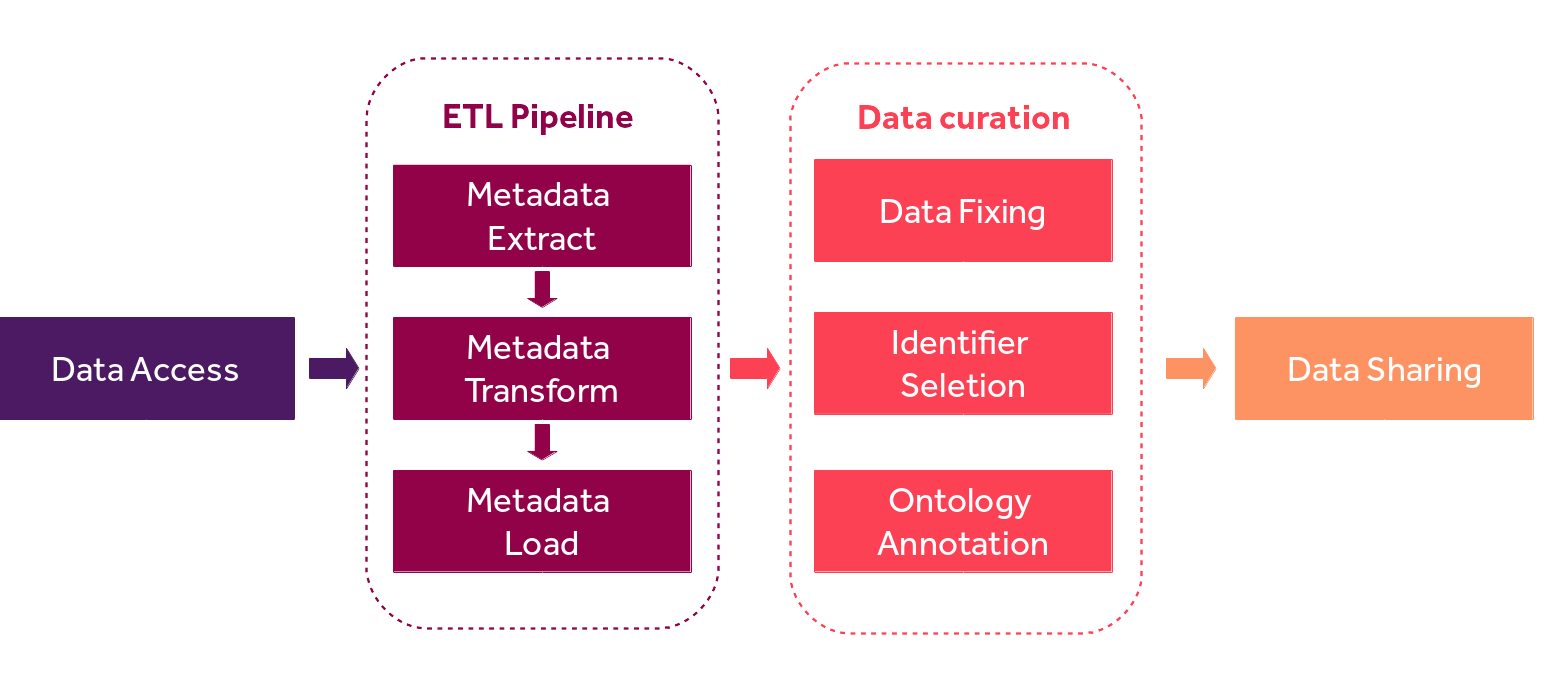 Data Access
ETL Pipeline
Metadata
Extract
Metadata
Transform
Metadata
Load
Data curation
Data Fixing
Identifier
Seletion
Ontology
Annotation
Data Sharing